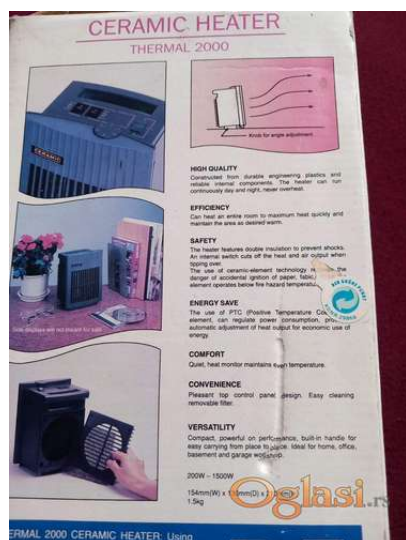 CERAMIC HEATER
THERMAL 2000
CERAMIC
Knob for angle adjustment
HIGH QUALITY
Constructed from durable engineering plastics and
reliable internal components. The heater can run
continuously day and night, never overheat.
EFFICIENCY
Can heat an entire room to maximum heat quickly and
maintain the area as desired warm.
SAFETY
The heater features double insulation to prevent shocks.
An internal switch cuts off the heat and air output when
tipping over.
The use of ceramic-element technology the
danger of accidential ignition of paper,
element operates below fire hazard
ENERGY SAVE
The use of PTC (Positive Temperature
element, can regulate power consumption,
automatic adjustment of heat output for economic use of
energy.
COMFORT
Quiet, heat monitor maintains even temperature.
CONVENIENCE
Pleasant top control panel design. Easy cleaning
removable filter.
VERSATILITY
Compact, powerful on performance, built-in handle for
easy carrying from place to place. Ideal for home, office,
basement and garage workshop.
200W – 1500W
154mm(W) x (D) x
1.5kg
Oglasi.rs
ERMAL 2000 CERAMIC HEATER: Using